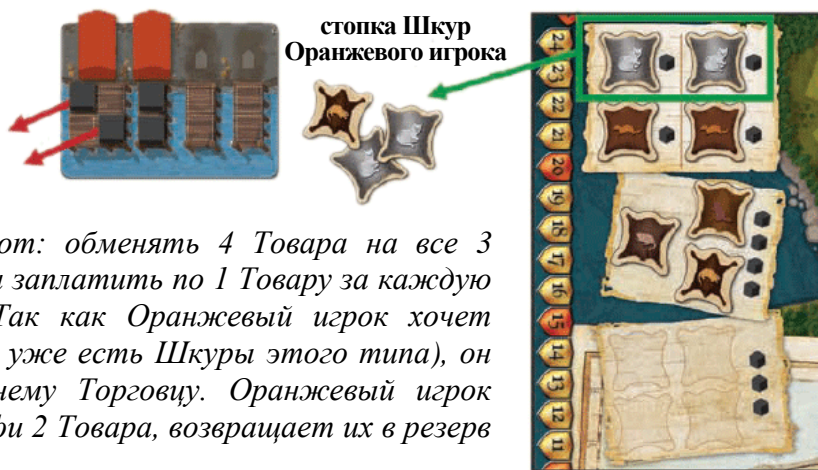 стопка Шкур
Оранжевого игрока
от: обменять 4 Товара на все 3
заплатить по 1 Товару за каждую
Так как Оранжевый игрок хочет
уже есть Шкуры этого типа), он
нему Торговцу. Оранжевый игрок
2 Товара, возвращает их в резерв
24
23
22
21
20
19
18
17
16
15
14
13
12
11